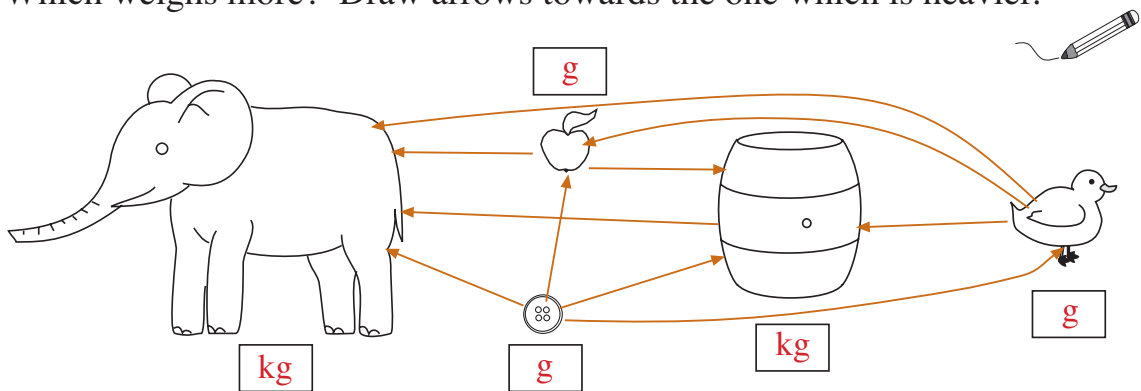 Which weighs more? Draw arrows towards the one which is heavier.
g
kg
g
kg
g